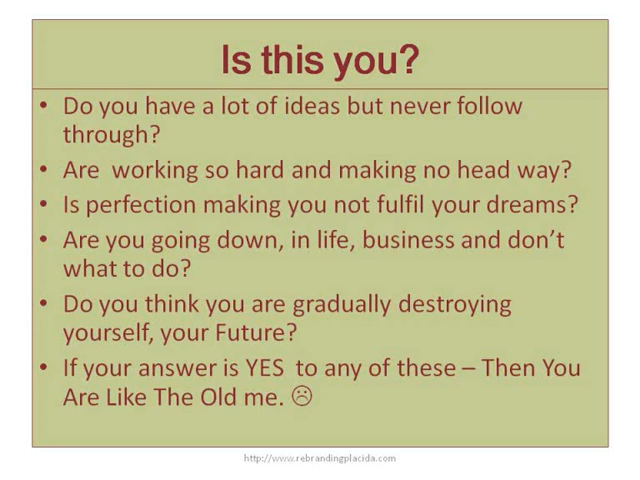 Is this you?
• Do you have a lot of ideas but never follow
through?
• Are  working so hard and making no head way?
• Is perfection making you not fulfil your dreams?
• Are you going down, in life, business and don’t
what to do?
• Do you think you are gradually destroying
yourself, your Future?
• If your answer is YES  to any of these – Then You
Are Like The Old me. ☹
http://www.rebrandingplacida.com